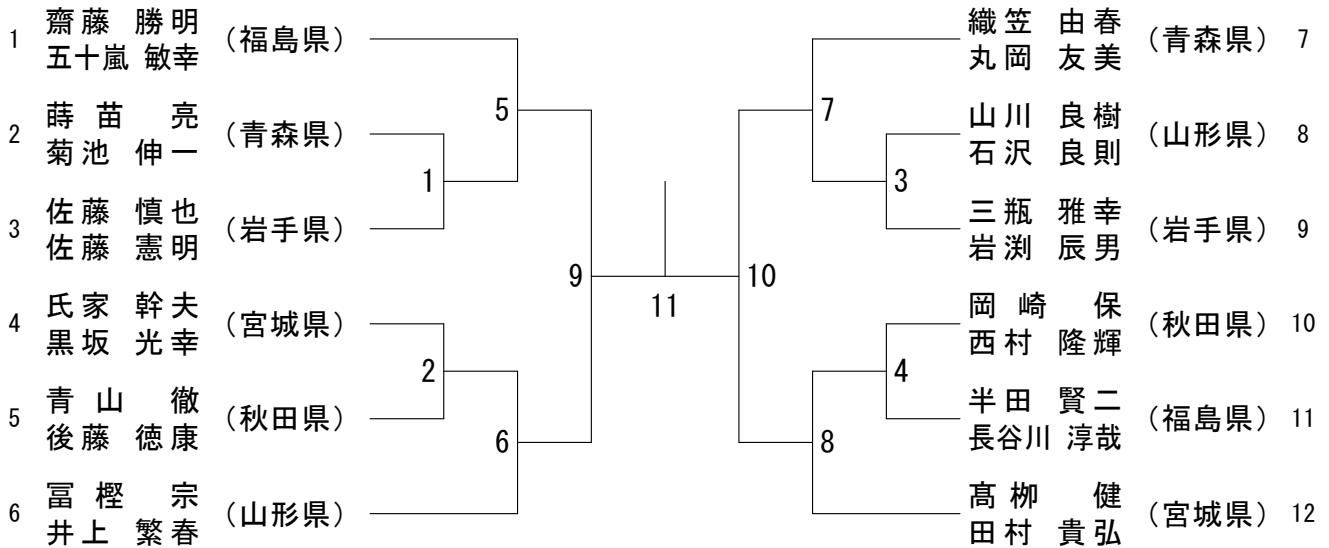 1 齋藤 勝明 (福島県)
五十嵐 敏幸
2 蒔苗 亮 (青森県)
菊池 伸一
3 佐藤 慎也 (岩手県)
佐藤 憲明
4 氏家 幹夫 (宮城県)
黒坂 光幸
5 青山 徹 (秋田県)
後藤 徳康
6 冨樫 宗 (山形県)
井上 繁春
5
1
2
6
9
11
10
7
3
4
8
織笠 由春 (青森県) 7
丸岡 友美
山川 良樹 (山形県) 8
石沢 良則
三瓶 雅幸 (岩手県) 9
岩渕 辰男
岡崎 保 (秋田県) 10
西村 隆輝
半田 賢二 (福島県) 11
長谷川 淳哉
髙栁 健 (宮城県) 12
田村 貴弘